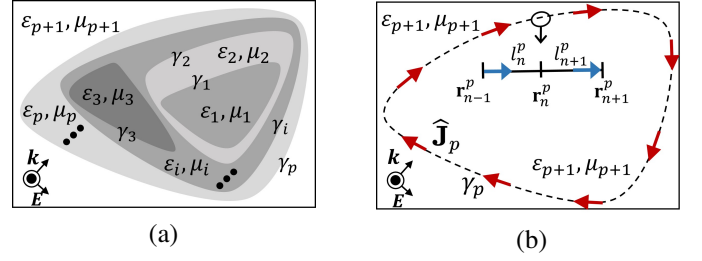 ε_{p+1}, μ_{p+1}
γ_2
ε_2, μ_2
γ_1
ε_3, μ_3
ε_1, μ_1
ε_p, μ_p
γ_3
γ_i
ε_i, μ_i
γ_p
k
E
(a)
ε_{p+1}, μ_{p+1}
l_n^p
l_{n+1}^p
r_{n-1}^p
r_n^p
r_{n+1}^p
Ĵ_p
ε_{p+1}, μ_{p+1}
γ_p
k
E
(b)